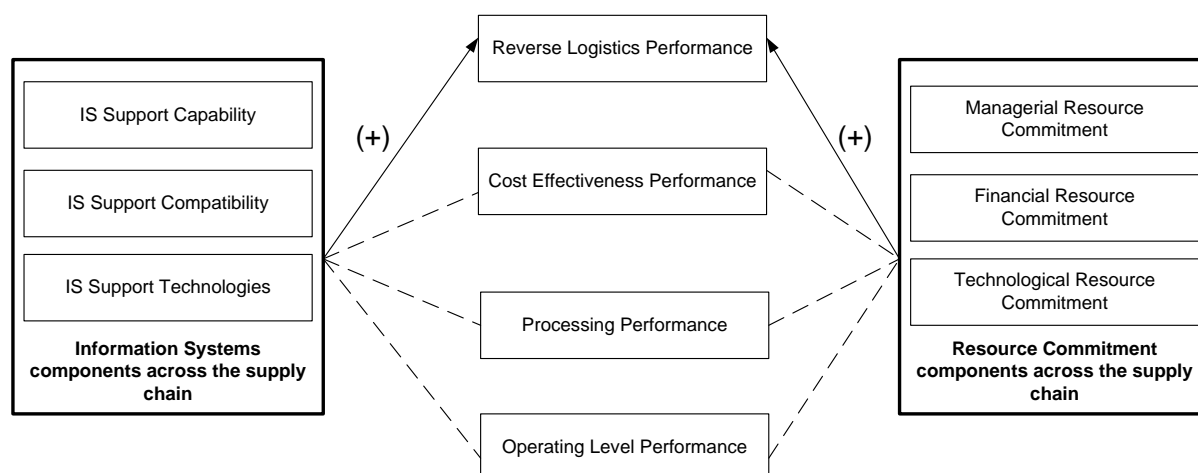 IS Support Capability
IS Support Compatibility
IS Support Technologies
Information Systems
components across the supply
chain
(+)
Reverse Logistics Performance
Cost Effectiveness Performance
Processing Performance
Operating Level Performance
(+)
Managerial Resource
Commitment
Financial Resource
Commitment
Technological Resource
Commitment
Resource Commitment
components across the supply
chain